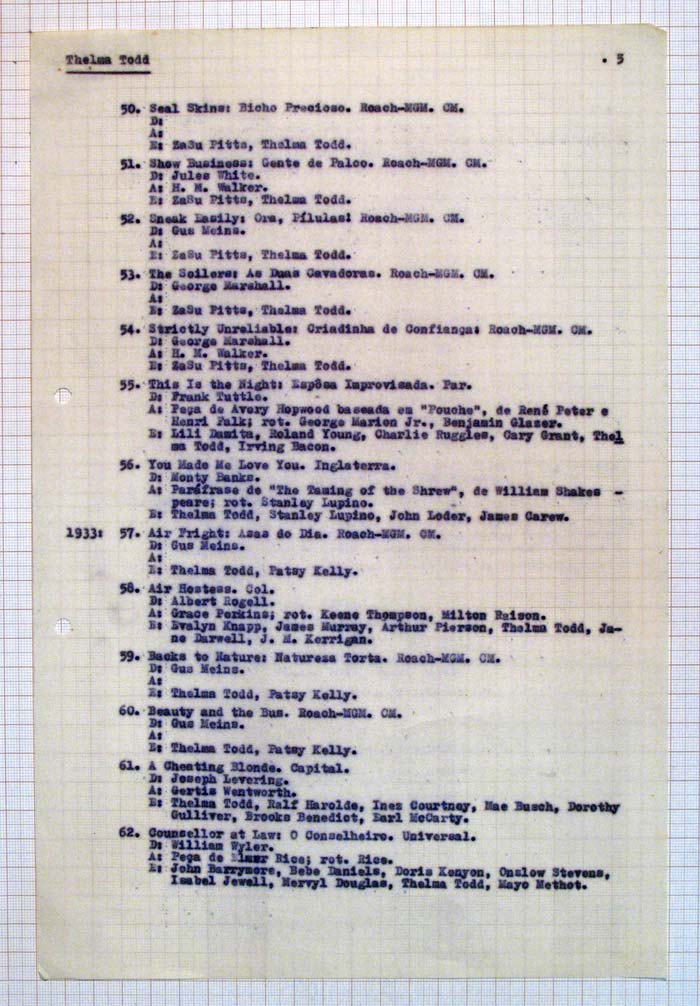 Thelma Todd . 5
50. Seal Skins: Bicho Precioso. Roach-MGM. CM.
D:
A:
E: ZaSu Pitts, Thelma Todd.
51. Show Business: Gente de Palco. Roach-MGM. CM.
D: Jules White.
A: H. M. Walker.
E: ZaSu Pitts, Thelma Todd.
52. Sneak Easily: Ora, Pílulas! Roach-MGM. CM.
D: Gus Meins.
A:
E: ZaSu Pitts, Thelma Todd.
53. The Soilers: As Duas Cavadoras. Roach-MGM. CM.
D: George Marshall.
A:
E: ZaSu Pitts, Thelma Todd.
54. Strictly Unreliable: Criadinha de Confiança: Roach-MGM. CM.
D: George Marshall.
A: H. M. Walker.
E: ZaSu Pitts, Thelma Todd.
55. This Is the Night: Espôsa Improvisada. Par.
D: Frank Tuttle.
A: Peça de Avery Hopwood baseada em "Pouche", de René Peter e
Henri Falk; rot. George Marion Jr., Benjamin Glazer.
E: Lili Damita, Roland Young, Charlie Ruggles, Cary Grant, Thel
ma Todd, Irving Bacon.
56. You Made Me Love You. Inglaterra.
D: Monty Banks.
A: Paráfrase de "The Taming of the Shrew", de William Shakes -
peare; rot. Stanley Lupino.
E: Thelma Todd, Stanley Lupino, John Loder, James Carew.
1933: 57. Air Fright: Asas do Dia. Roach-MGM. CM.
D: Gus Meins.
A:
E: Thelma Todd, Patsy Kelly.
58. Air Hostess. Col.
D: Albert Rogell.
A: Grace Perkins; rot. Keene Thompson, Milton Raison.
E: Evalyn Knapp, James Murray, Arthur Pierson, Thelma Todd, Ja-
ne Darwell, J. M. Kerrigan.
59. Backs to Nature: Natureza Torta. Roach-MGM. CM.
D: Gus Meins.
A:
E: Thelma Todd, Patsy Kelly.
60. Beauty and the Bus. Roach-MGM. CM.
D: Gus Meins.
A:
E: Thelma Todd, Patsy Kelly.
61. A Cheating Blonde. Capital.
D: Joseph Levering.
A: Gertis Wentworth.
E: Thelma Todd, Ralf Harolde, Inez Courtney, Mae Busch, Dorothy
Gulliver, Brooks Benedict, Earl McCarty.
62. Counsellor at Law: O Conselheiro. Universal.
D: William Wyler.
A: Peça de Elmer Rice; rot. Rice.
E: John Barrymore, Bebe Daniels, Doris Kenyon, Onslow Stevens,
Isabel Jewell, Mervyl Douglas, Thelma Todd, Mayo Methot.